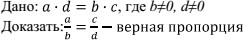 Дано: a · d = b · c, где b≠0, d≠0
Доказать: a/b = c/d − верная пропорция